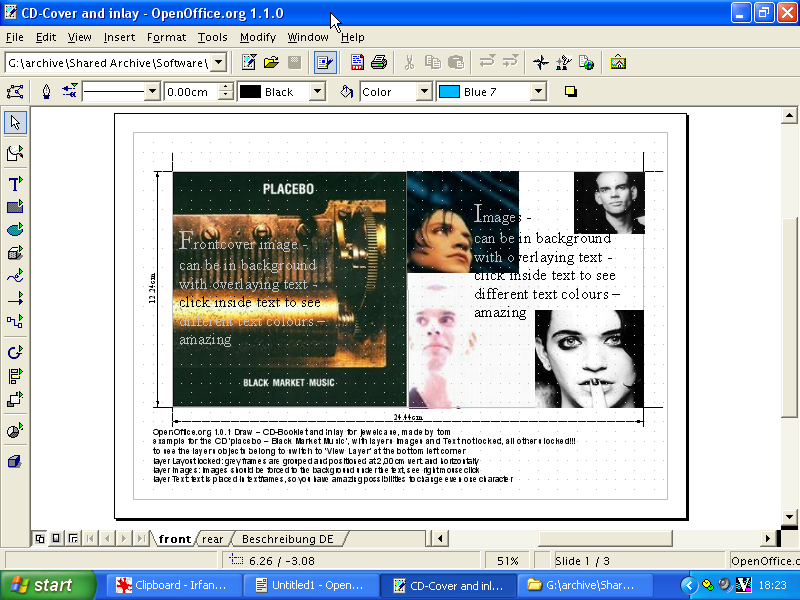 CD-Cover and inlay - OpenOffice.org 1.1.0
File Edit View Insert Format Tools Modify Window Help
G:\archive\Shared Archive\Software\
0.00cm Black Color Blue 7
PLACEBO
Frontcover image -
can be in background
with overlaying text -
click inside text to see
different text colours –
amazing
BLACK MARKET MUSIC
Images -
can be in background
with overlaying text -
click inside text to see
different text colours –
amazing
12.24cm
24.44cm
OpenOffice.org 1.0.1 Draw – CD-Booklet and inlay for jewelcase, made by tom
example for the CD 'placebo – Black Market Music', with layers Images and Text not locked, all other slocked!!!
to see the layer objects belong to switch to 'View Layer' at the bottom left corner
layer Layout locked: grey frames are grouped and positioned at 2,00cm vert. and horizontally
layer Images: Images should be forced to the background under the text, see right mouse click
layer Text: text is placed in textframes, so you have amazing possibilities to change even one character
front rear Beschreibung DE
6.26 / -3.08 51% Slide 1 / 3 OpenOffice.c
start Clipboard - Irfan... Untitled1 - Open... CD-Cover and inl... G:\archive\Shar... 18:23